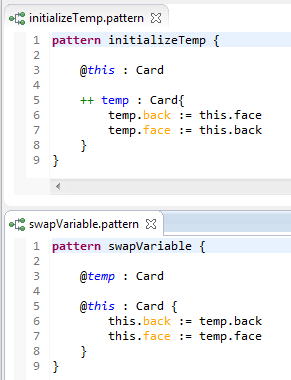 initializeTemp.pattern
1 pattern initializeTemp {
2
3 @this : Card
4
5 ++ temp : Card{
6 temp.back := this.face
7 temp.face := this.back
8 }
9 }
swapVariable.pattern
1 pattern swapVariable {
2
3 @temp : Card
4
5 @this : Card {
6 this.back := temp.back
7 this.face := temp.face
8 }
9 }